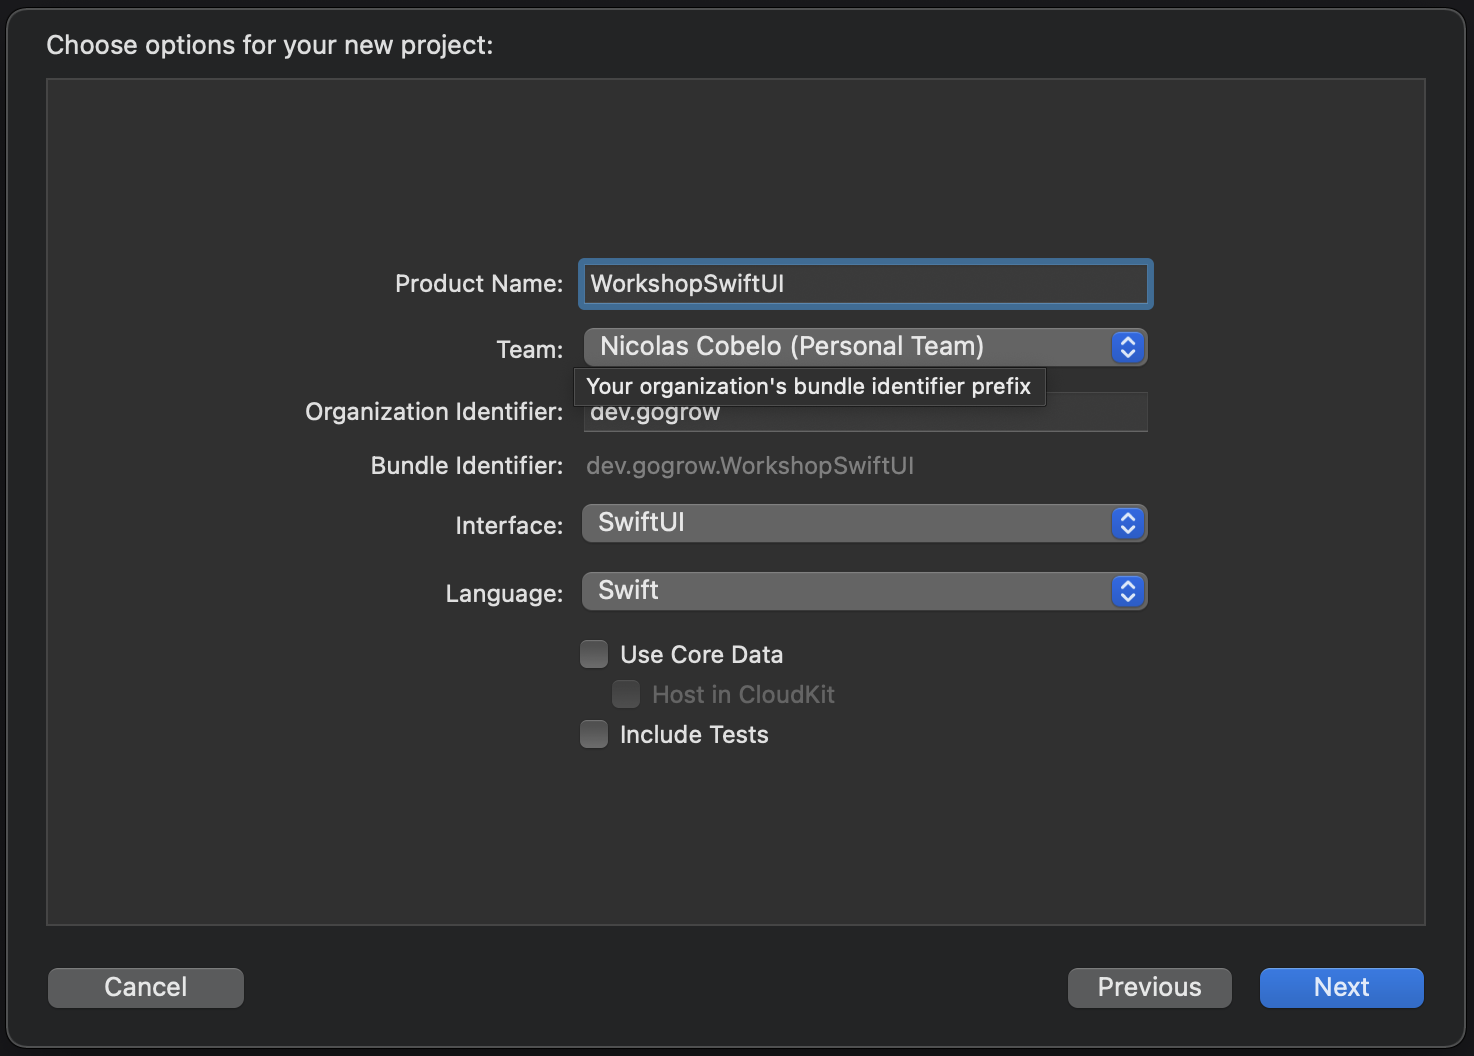 Choose options for your new project:
Product Name: WorkshopSwiftUI
Team: Nicolas Cobelo (Personal Team)
Your organization's bundle identifier prefix
Organization Identifier: dev.gogrow
Bundle Identifier: dev.gogrow.WorkshopSwiftUI
Interface: SwiftUI
Language: Swift
Use Core Data
Host in CloudKit
Include Tests
Cancel Previous Next